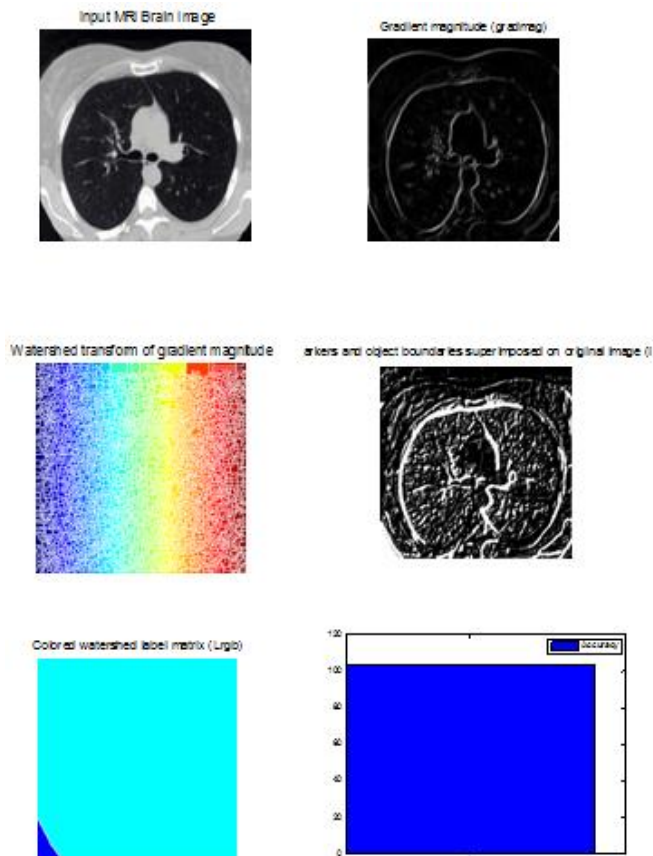 Input MRI Brain Image
Gradient magnitude (gradmag)
Watershed transform of gradient magnitude
arkers and object boundaries superimposed on original image (I
Colored watershed label matrix (Lrgb)
120
100
80
60
40
20
0
Accuracy